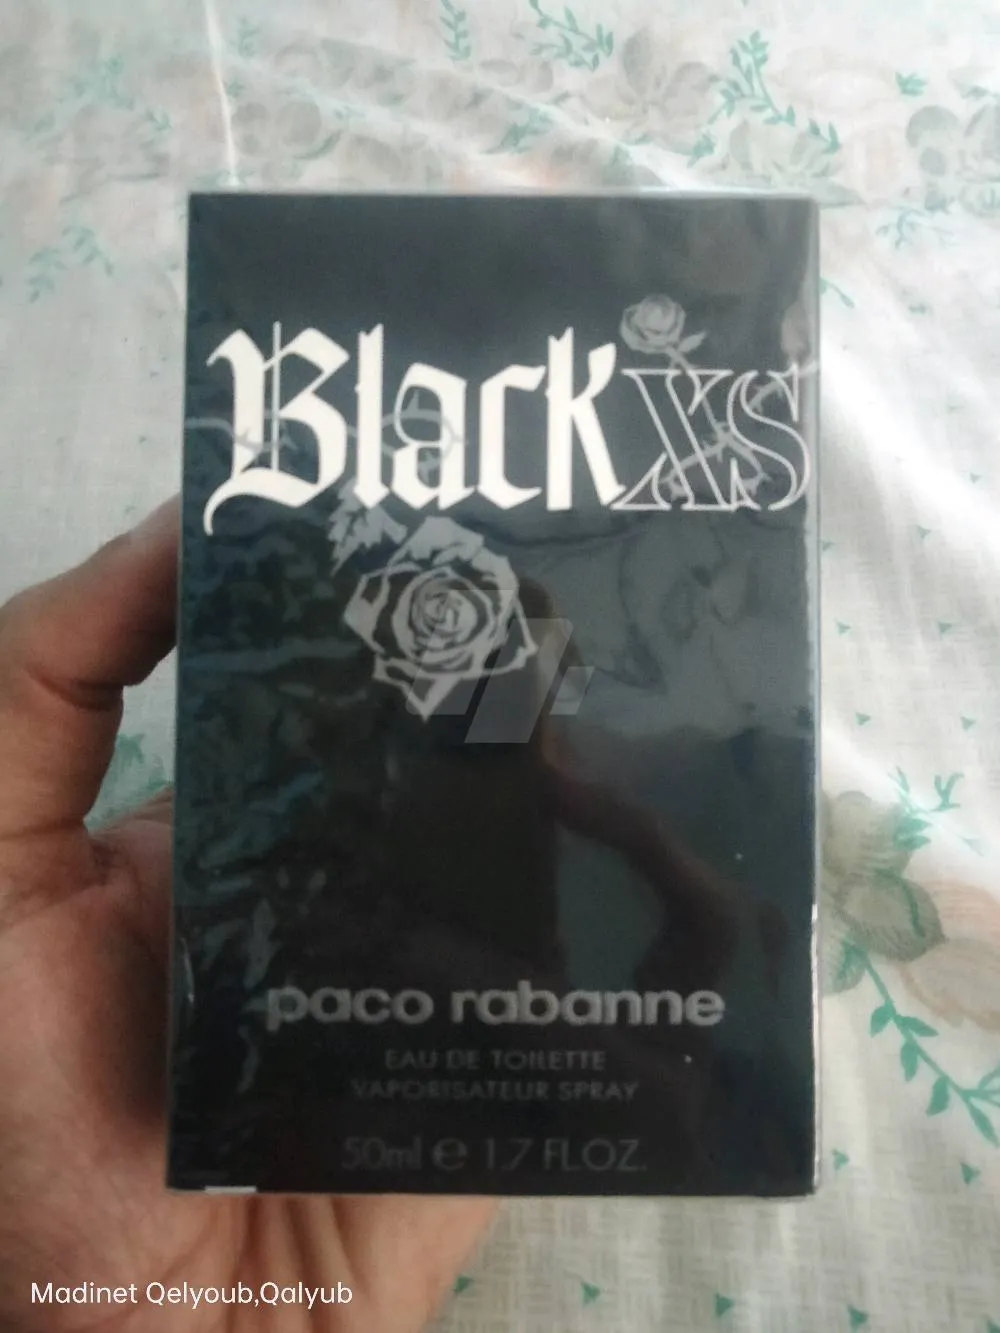 Black XS
paco rabanne
EAU DE TOILETTE
VAPORISATEUR SPRAY
50ml e 1.7 FL.OZ.
Madinet Qelyoub,Qalyub